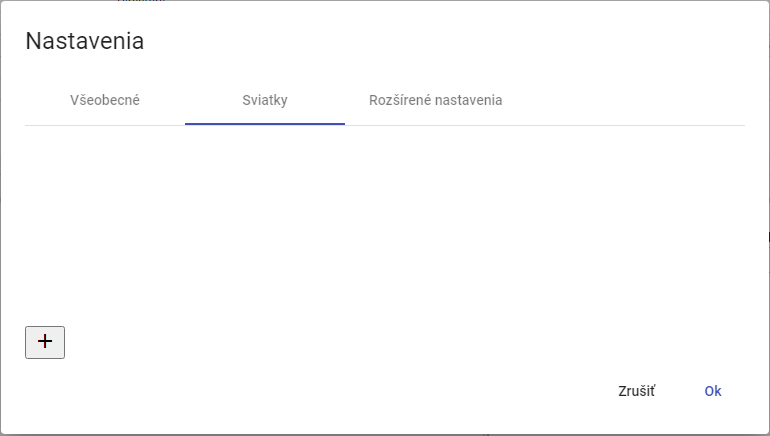 Nastavenia
Všeobecné Sviatky Rozšírené nastavenia
Zrušiť Ok